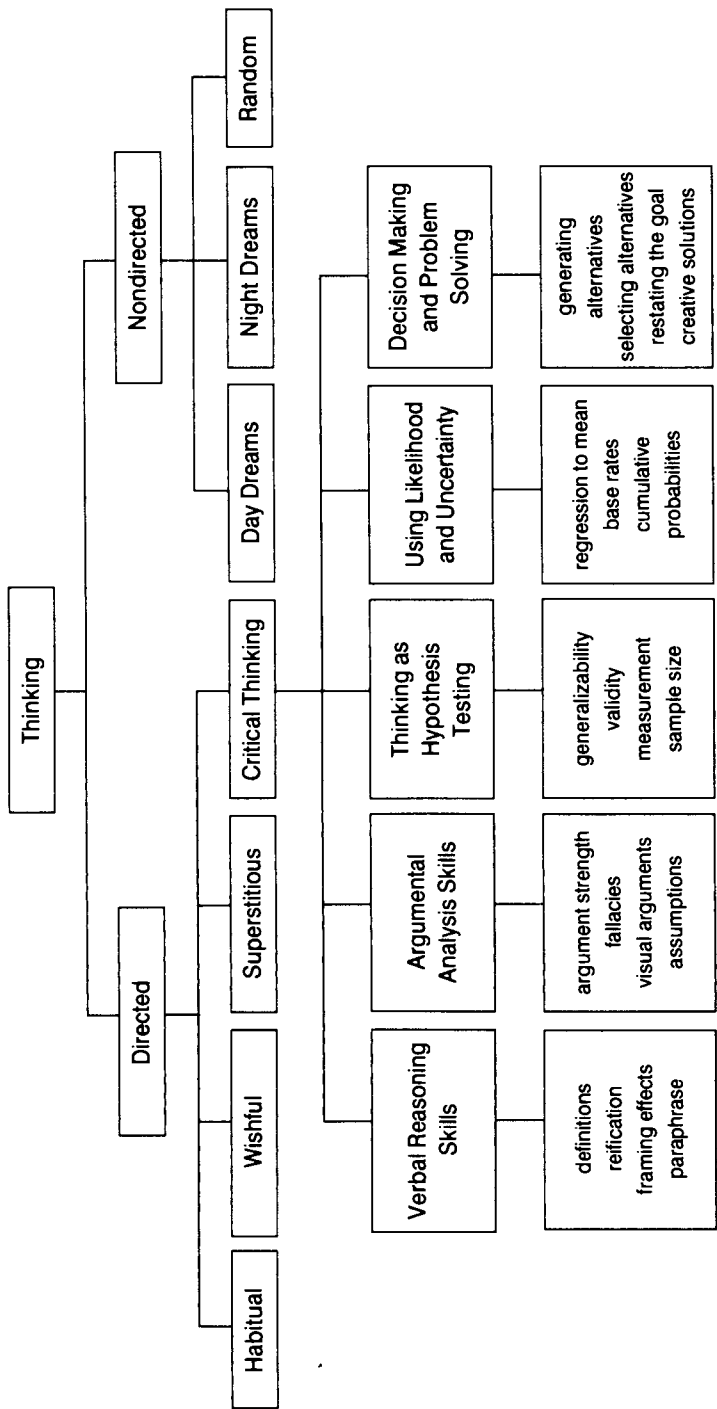 Thinking
Directed
Nondirected
Habitual
Wishful
Superstitious
Critical Thinking
Day Dreams
Night Dreams
Random
Verbal Reasoning
Skills
Argumental
Analysis Skills
Thinking as
Hypothesis
Testing
Using Likelihood
and Uncertainty
Decision Making
and Problem
Solving
definitions
reification
framing effects
paraphrase
argument strength
fallacies
visual arguments
assumptions
generalizability
validity
measurement
sample size
regression to mean
base rates
cumulative
probabilities
generating
alternatives
selecting alternatives
restating the goal
creative solutions